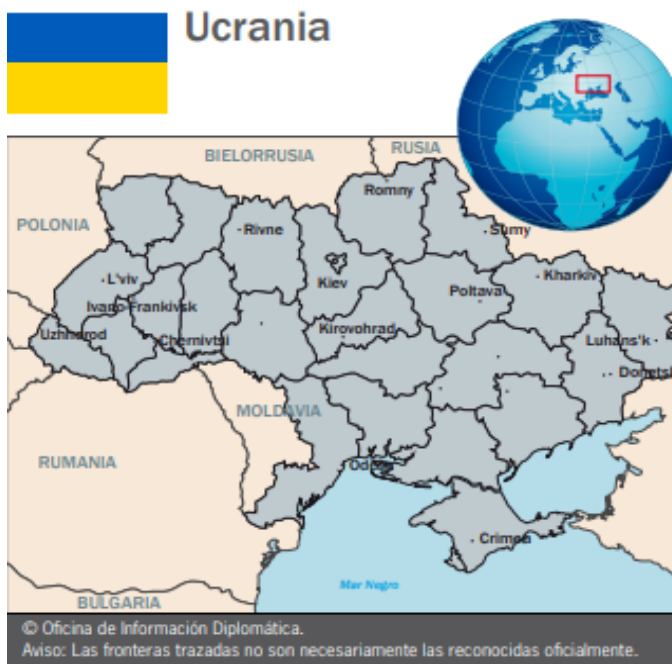 Ucrania
BIELORRUSIA
RUSIA
Romny
POLONIA
Rivne
Sumy
L'viv
Kiev
Kharkiv
Poltava
Ivano-Frankivsk
Uzhhorod
Chernivtsi
Kirovohrad
Luhans'k
Donetsk
MOLDAVIA
RUMANIA
Crimea
Mar Negro
BULGARIA
© Oficina de Información Diplomática.
Aviso: Las fronteras trazadas no son necesariamente las reconocidas oficialmente.